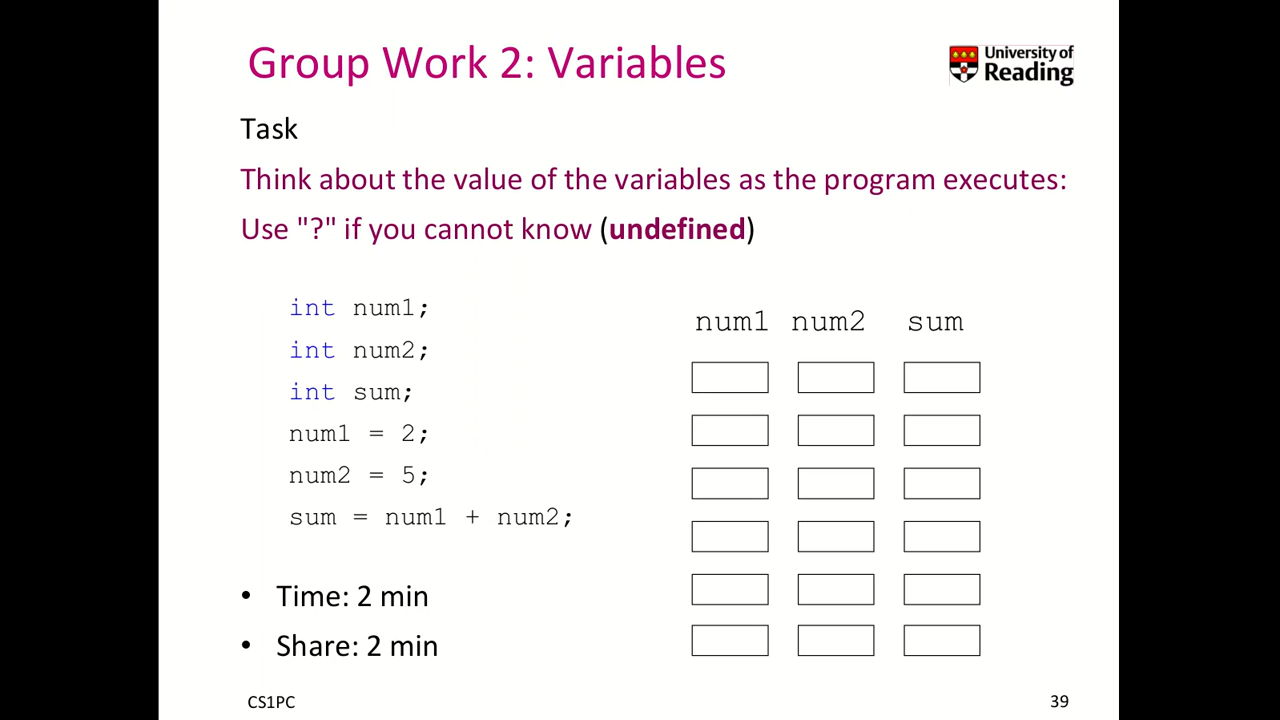 Group Work 2: Variables
University of
Reading
Task
Think about the value of the variables as the program executes:
Use "?" if you cannot know (undefined)
int num1;
int num2;
int sum;
num1 = 2;
num2 = 5;
sum = num1 + num2;
num1 num2 sum
• Time: 2 min
• Share: 2 min
CS1PC
39